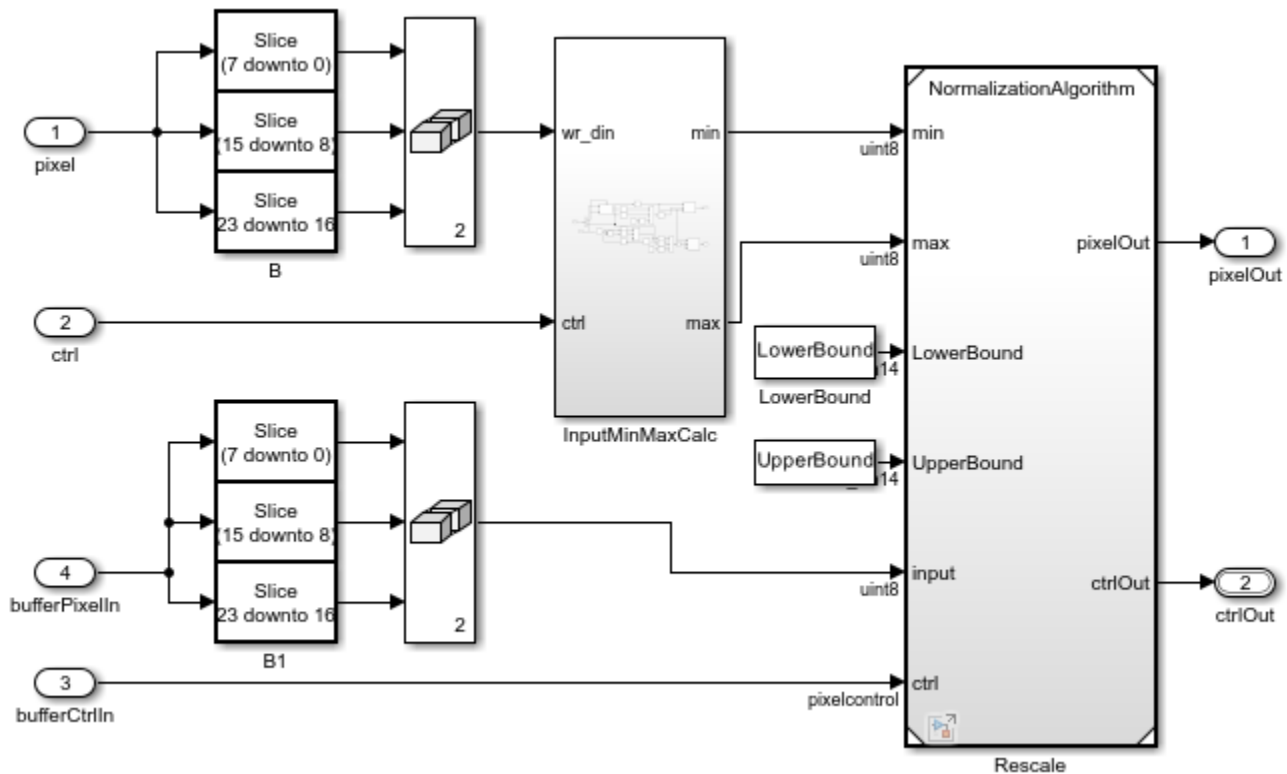 1
pixel
Slice
(7 downto 0)
Slice
(15 downto 8)
Slice
23 downto 16
B
2
2
ctrl
wr_din
min
ctrl
max
InputMinMaxCalc
uint8
uint8
LowerBound
14
LowerBound
UpperBound
14
NormalizationAlgorithm
min
max
pixelOut
LowerBound
UpperBound
input
ctrlOut
ctrl
Rescale
1
pixelOut
2
ctrlOut
Slice
(7 downto 0)
Slice
(15 downto 8)
Slice
23 downto 16
B1
2
4
bufferPixelIn
3
bufferCtrlIn
uint8
pixelcontrol